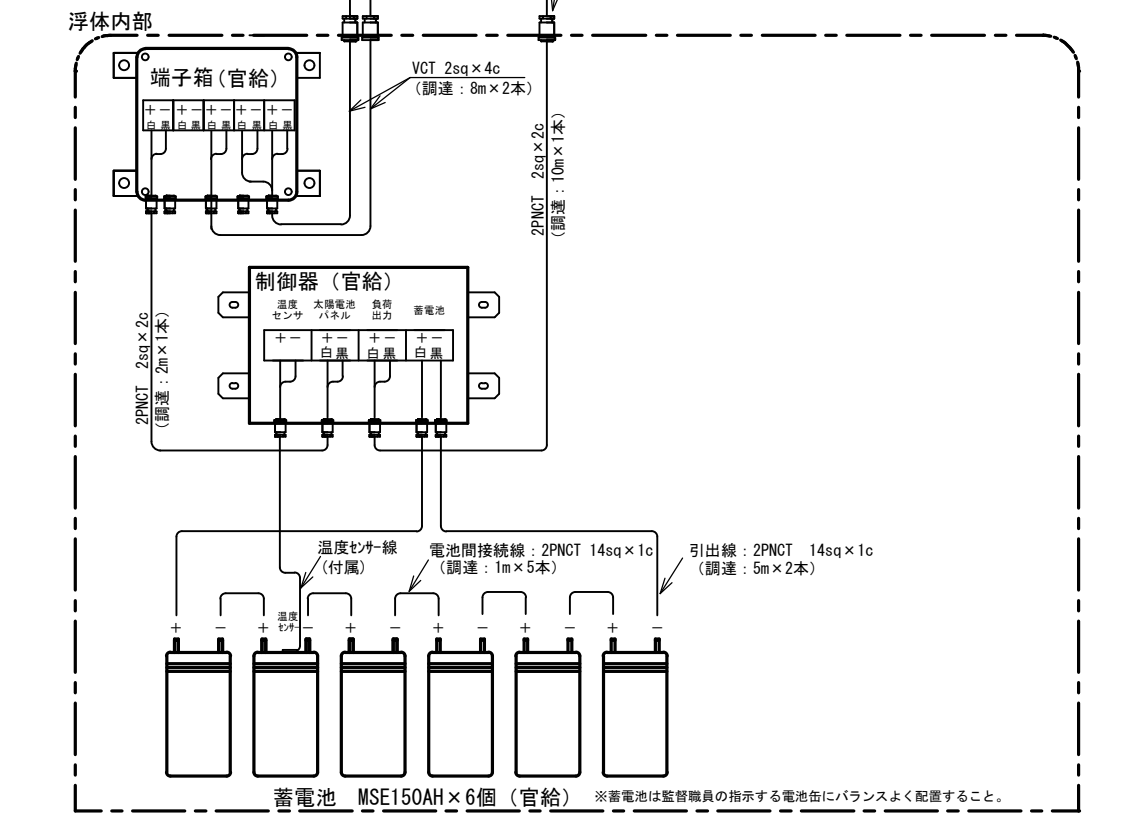 浮体内部
端子箱(官給)
＋－ ＋－ ＋－ ＋－ ＋－
白 黒 白 黒 白 黒 白 黒 白 黒
VCT 2sq×4c
(調達：8m×2本)
2PNCT 2sq×2c
(調達：10m×1本)
制御器（官給）
温度
センサ
太陽電池
パネル
負荷
出力
蓄電池
＋－ ＋－ ＋－ ＋－
白 黒 白 黒 白 黒
2PNCT 2sq×2c
(調達：2m×1本)
温度センサー線
(付属)
電池間接続線：2PNCT 14sq×1c
(調達：1m×5本)
引出線：2PNCT 14sq×1c
(調達：5m×2本)
温度
センサー
＋ － ＋ － ＋ － ＋ － ＋ － ＋ －
蓄電池 MSE150AH×6個（官給） ※蓄電池は監督職員の指示する電池缶にバランスよく配置すること。